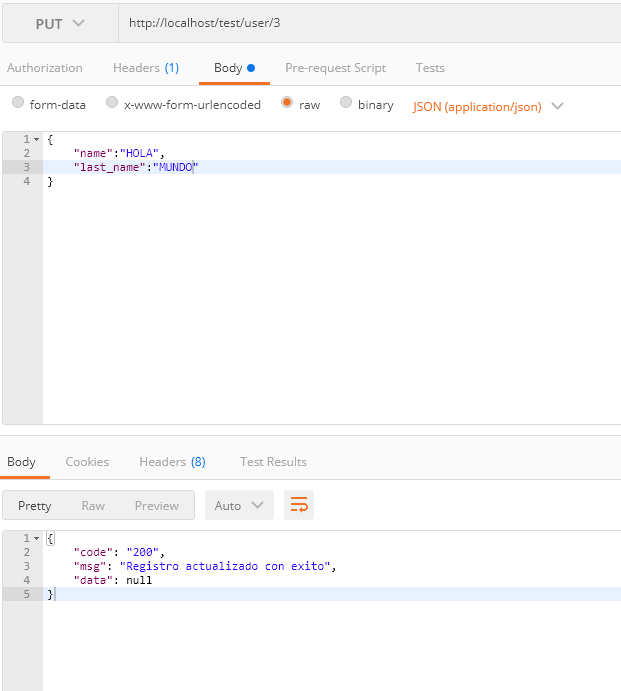 PUT http://localhost/test/user/3
Authorization Headers (1) Body Pre-request Script Tests
form-data x-www-form-urlencoded raw binary JSON (application/json)
1 {
2 "name":"HOLA",
3 "last_name":"MUNDO"
4 }
Body Cookies Headers (8) Test Results
Pretty Raw Preview Auto
1 {
2 "code": "200",
3 "msg": "Registro actualizado con exito",
4 "data": null
5 }